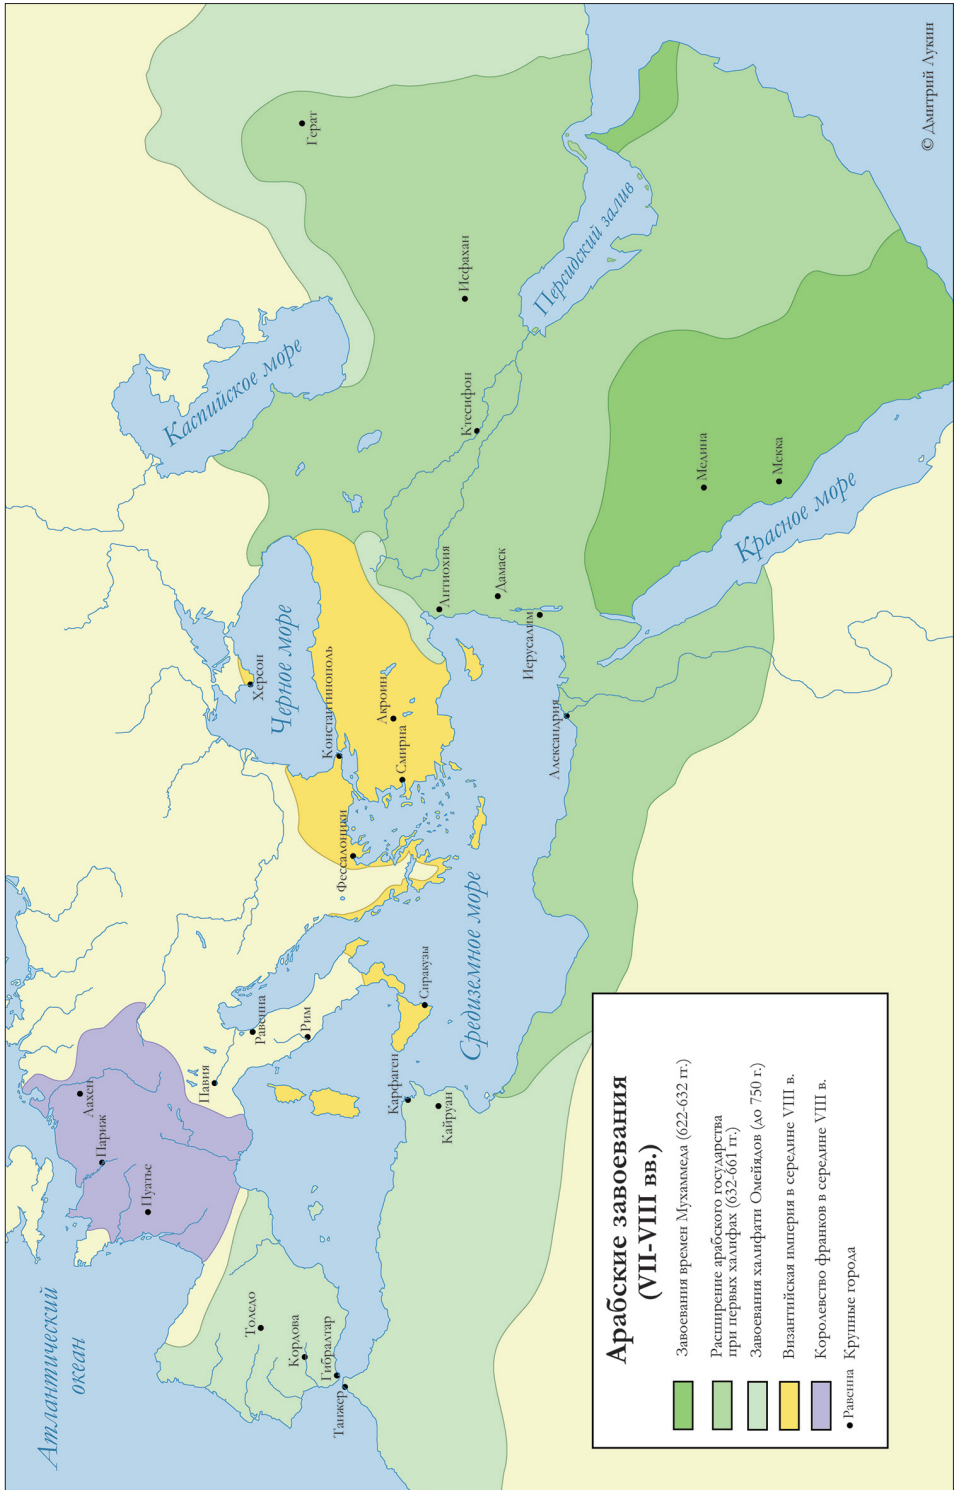 Атлантический
океан
Аахен
Париж
Пуатье
Павия
Равенна
Рим
Толедо
Кордова
Гибралтар
Танжер
Карфаген
Кайруан
Сиракузы
Средиземное море
Фессалоники
Константинополь
Черное море
Херсон
Смирна
Акроин
Каспийское море
Антиохия
Дамаск
Иерусалим
Александрия
Ктесифон
Исфахан
Герат
Персидский залив
Медина
Мекка
Красное море
Арабские завоевания
(VII-VIII вв.)
Завоевания времен Мухаммеда (622-632 гг.)
Расширение арабского государства
при первых халифах (632-661 гг.)
Завоевания халифати Омейядов (до 750 г.)
Византийская империя в середине VIII в.
Королевство франков в середине VIII в.
Равенна Крупные города
© Дмитрий Лукин